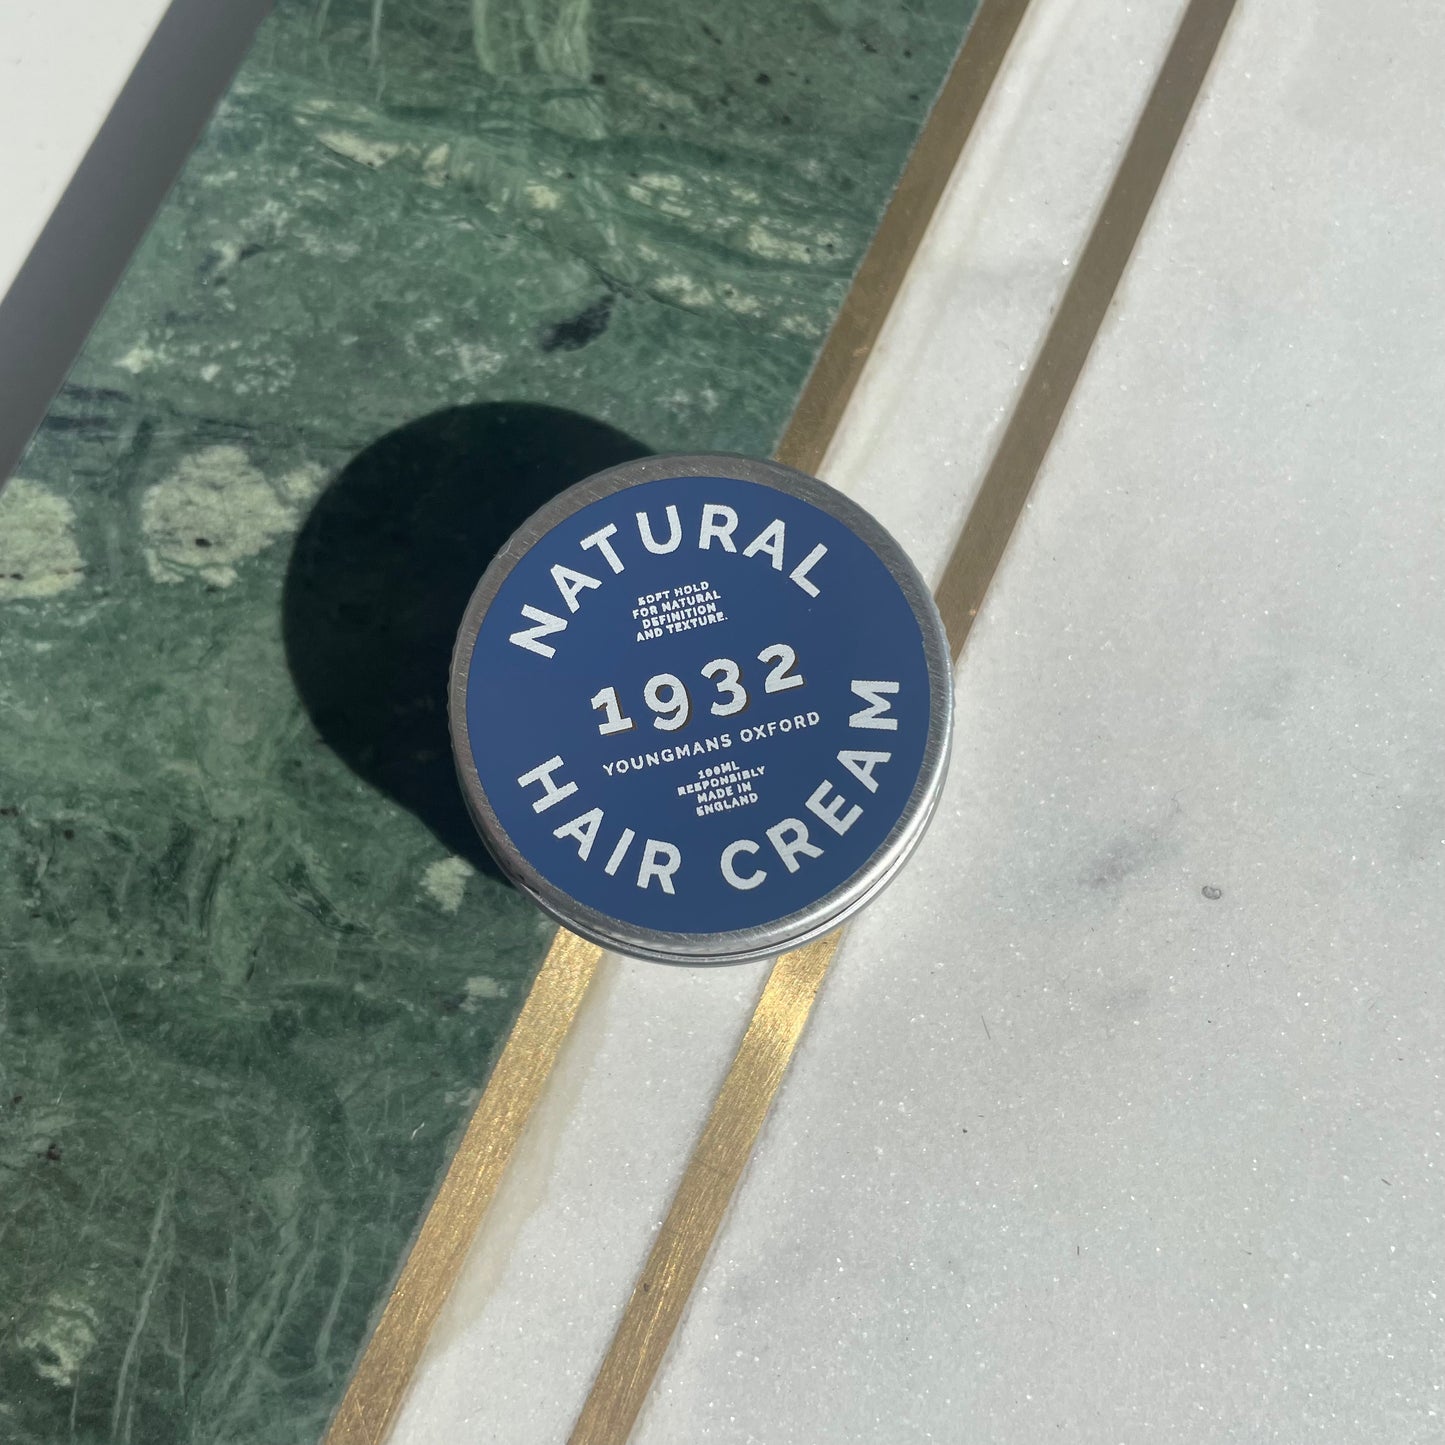 NATURAL
SOFT HOLD
FOR NATURAL
DEFINITION
AND TEXTURE.
1932
YOUNGMANS OXFORD
100ML
RESPONSIBLY
MADE IN
ENGLAND
HAIR CREAM